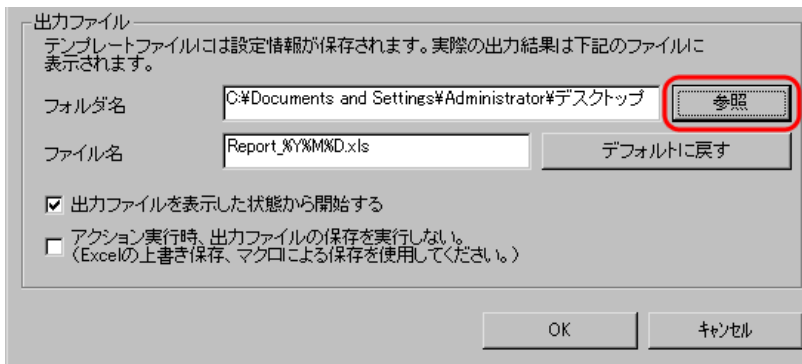 出力ファイル
テンプレートファイルには設定情報が保存されます。実際の出力結果は下記のファイルに
表示されます。
フォルダ名 C:¥Documents and Settings¥Administrator¥デスクトップ 参照
ファイル名 Report_%Y%M%D.xls デフォルトに戻す
出力ファイルを表示した状態から開始する
アクション実行時、出力ファイルの保存を実行しない。
（Excelの上書き保存、マクロによる保存を使用してください。）
OK キャンセル